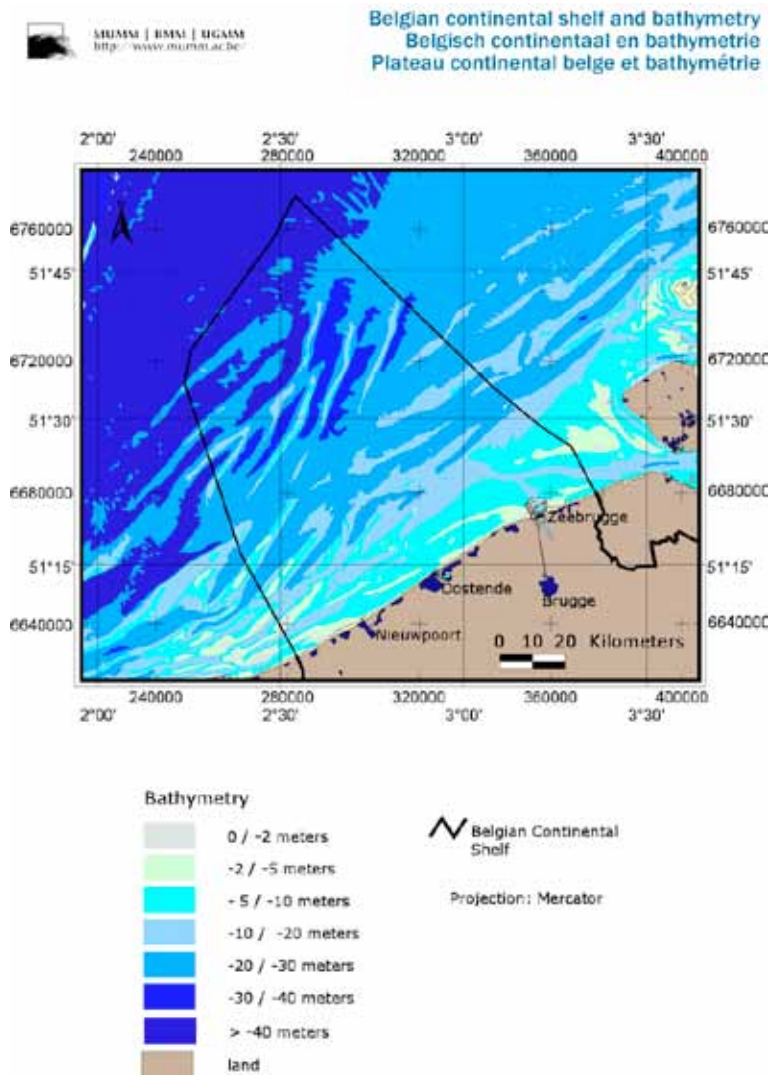 MUMM | BMM | UGMM
http://www.mumm.ac.be/
Belgian continental shelf and bathymetry
Belgisch continentaal en bathymetrie
Plateau continental belge et bathymétrie
2°00' 2°30' 3°00' 3°30'
240000 280000 320000 360000 400000
6760000 6760000
51°45' 51°45'
6720000 6720000
51°30' 51°30'
6680000 6680000
Zeebrugge
51°15' 51°15'
Oostende
Brugge
6640000 6640000
Nieuwpoort
0 10 20 Kilometers
240000 280000 320000 360000 400000
2°00' 2°30' 3°00' 3°30'
Bathymetry
0 / -2 meters
-2 / -5 meters
- 5 / -10 meters
-10 / -20 meters
-20 / -30 meters
-30 / -40 meters
> -40 meters
land
Belgian Continental
Shelf
Projection: Mercator